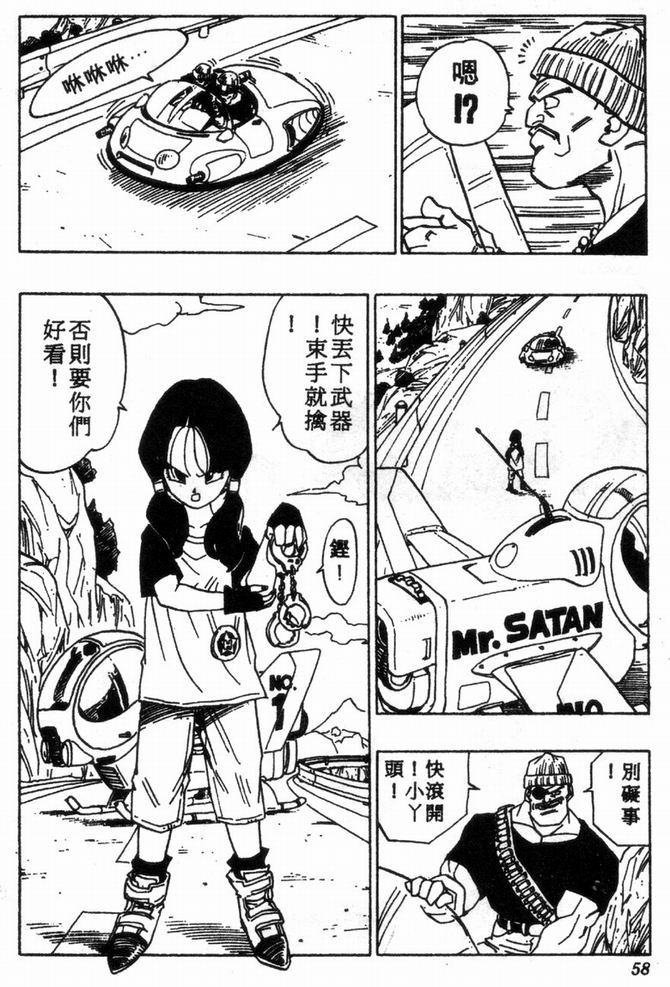 嗯
!?
咻咻咻…
Mr. SATAN
NO.
快丟下武器
！束手就擒
！
否則要你們
好看！
鏗！
NO.
1
別礙事
！
快滾開
！小丫
頭！
58